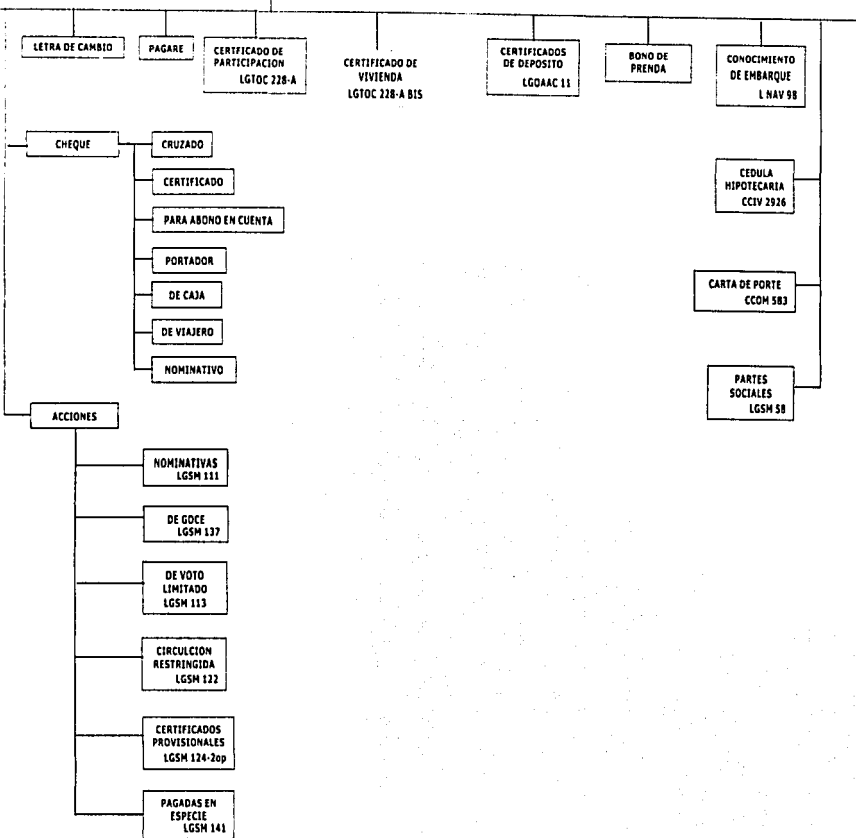 LETRA DE CAMBIO
PAGARE
CERTFICADO DE
PARTICIPACION
LGTOC 228-A
CERTIFICADO DE
VIVIENDA
LGTOC 228-A BIS
CERTIFICADOS
DE DEPOSITO
LGOAAC 11
BONO DE
PRENDA
CONOCIMIENTO
DE EMBARQUE
L NAV 98
CHEQUE
CRUZADO
CERTIFICADO
PARA ABONO EN CUENTA
PORTADOR
DE CAJA
DE VIAJERO
NOMINATIVO
CEDULA
HIPOTECARIA
CCIV 2926
CARTA DE PORTE
CCOM 583
PARTES
SOCIALES
LGSM 58
ACCIONES
NOMINATIVAS
LGSM 111
DE GOCE
LGSM 137
DE VOTO
LIMITADO
LGSM 113
CIRCULCION
RESTRINGIDA
LGSM 122
CERTIFICADOS
PROVISIONALES
LGSM 124-2op
PAGADAS EN
ESPECIE
LGSM 141